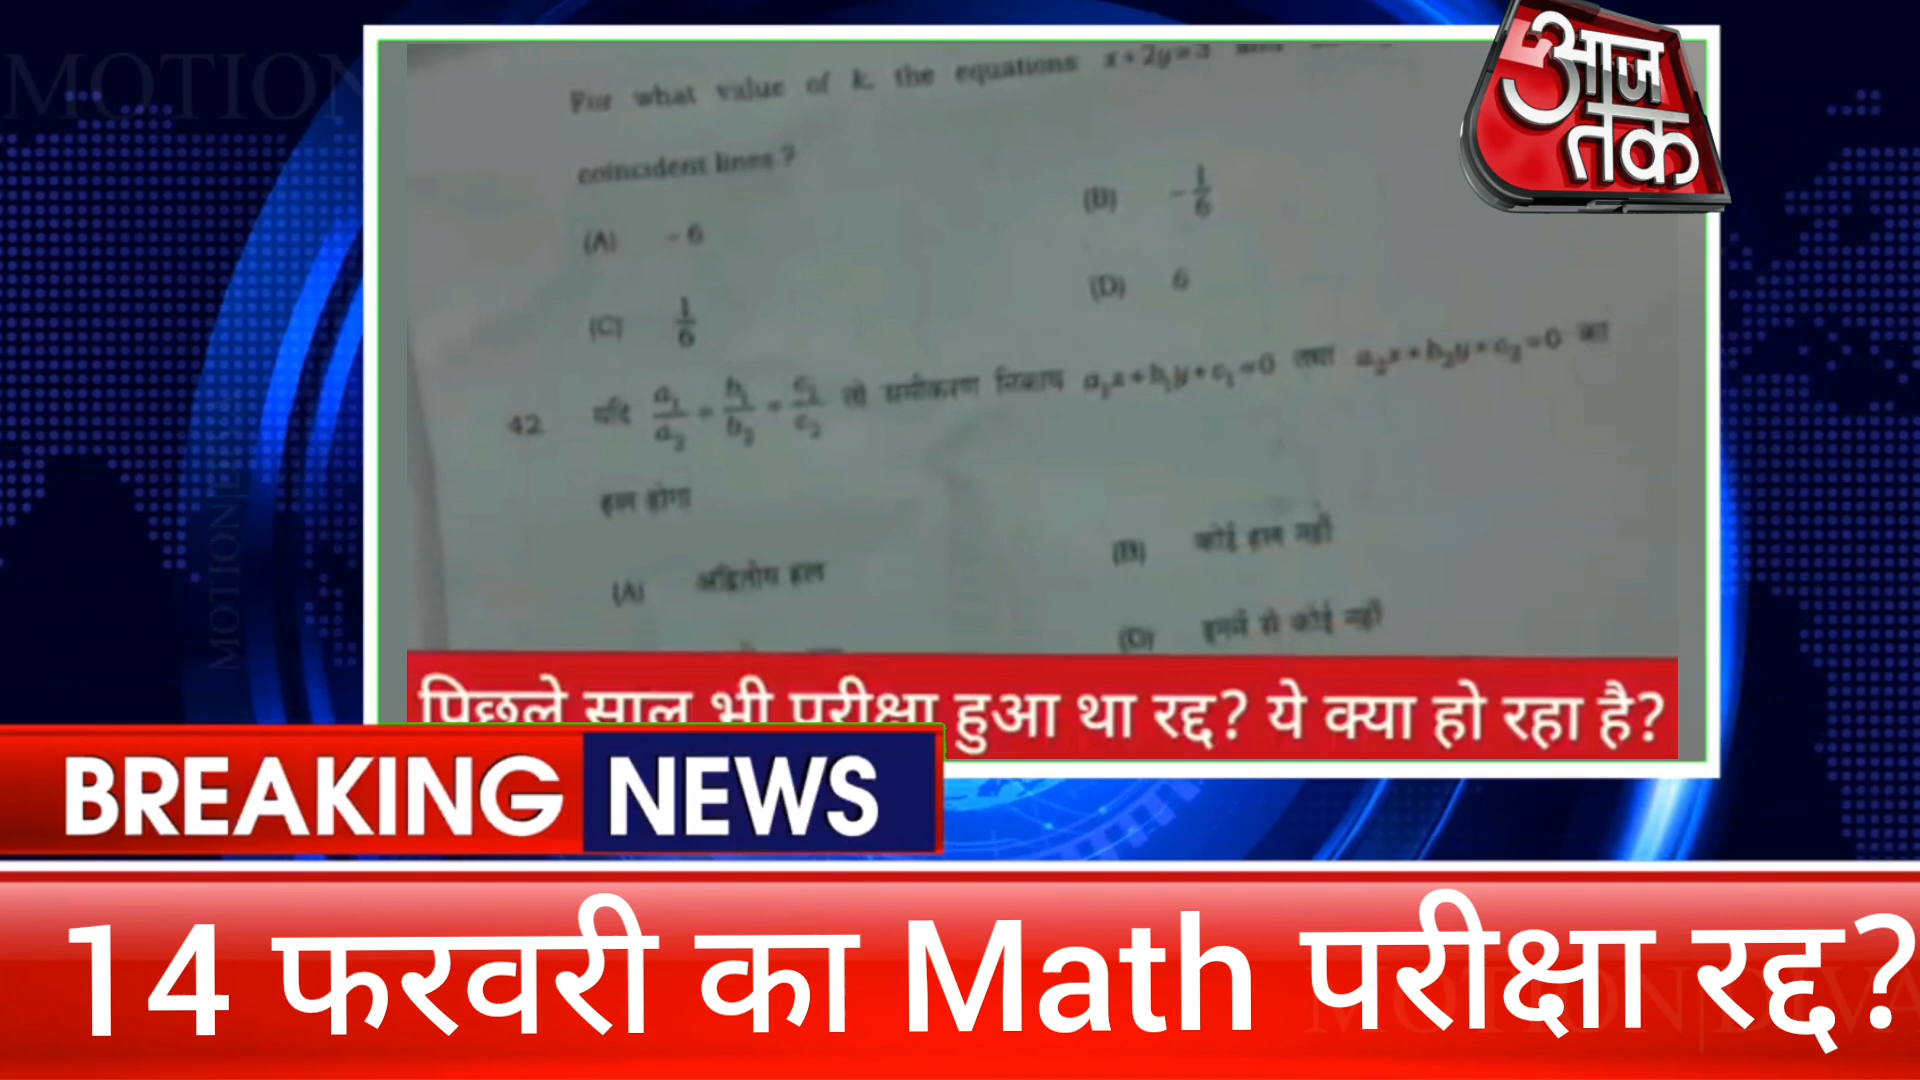 MOTION
आज
तक
For what value of k, the equations x+2y=3
coincident lines ?
(A) -6
(B) -1/6
(C) 1/6
(D) 6
42. यदि a₁/a₂ = b₁/b₂ = c₁/c₂ तो समीकरण निकाय a₁x+b₁y+c₁=0 तथा a₂x+b₂y+c₂=0 का
हल होगा
(A) अद्वितीय हल
(B) कोई हल नहीं
(D) इनमें से कोई नहीं
पिछले साल भी परीक्षा हुआ था रद्द? ये क्या हो रहा है?
BREAKING NEWS
14 फरवरी का Math परीक्षा रद्द?